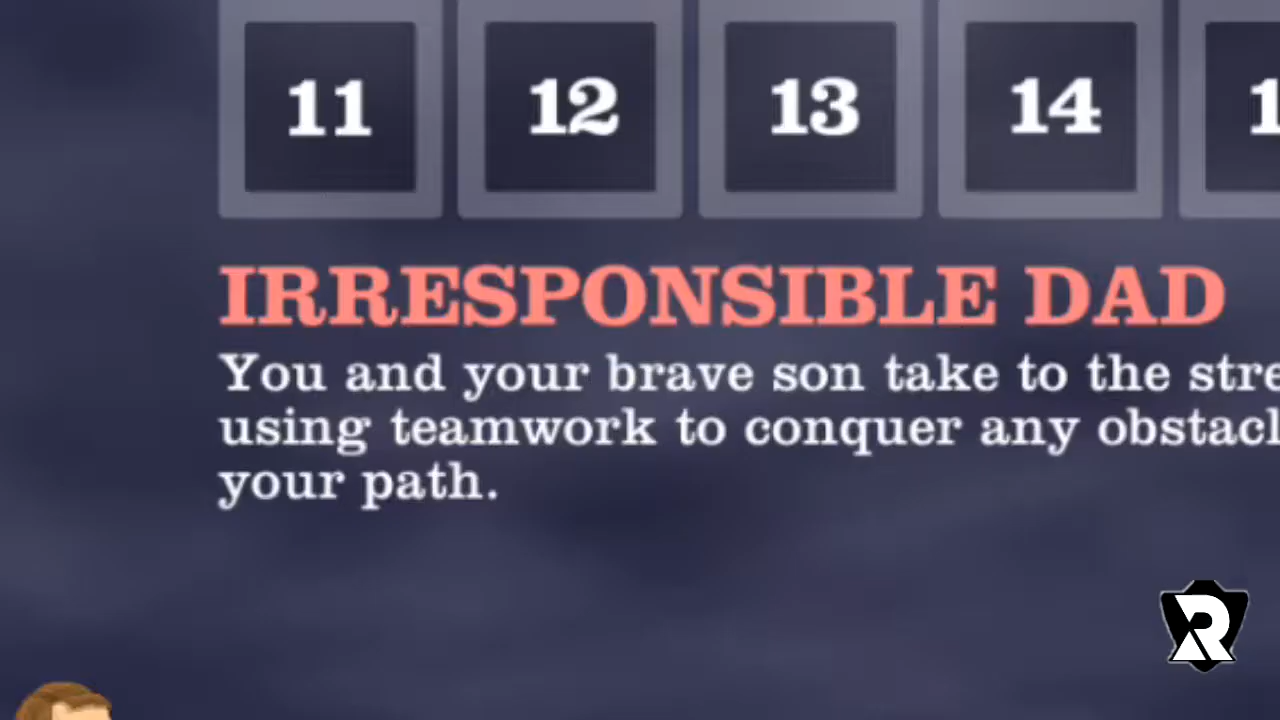 11 12 13 14
IRRESPONSIBLE DAD
You and your brave son take to the
using teamwork to conquer any
your path.
R